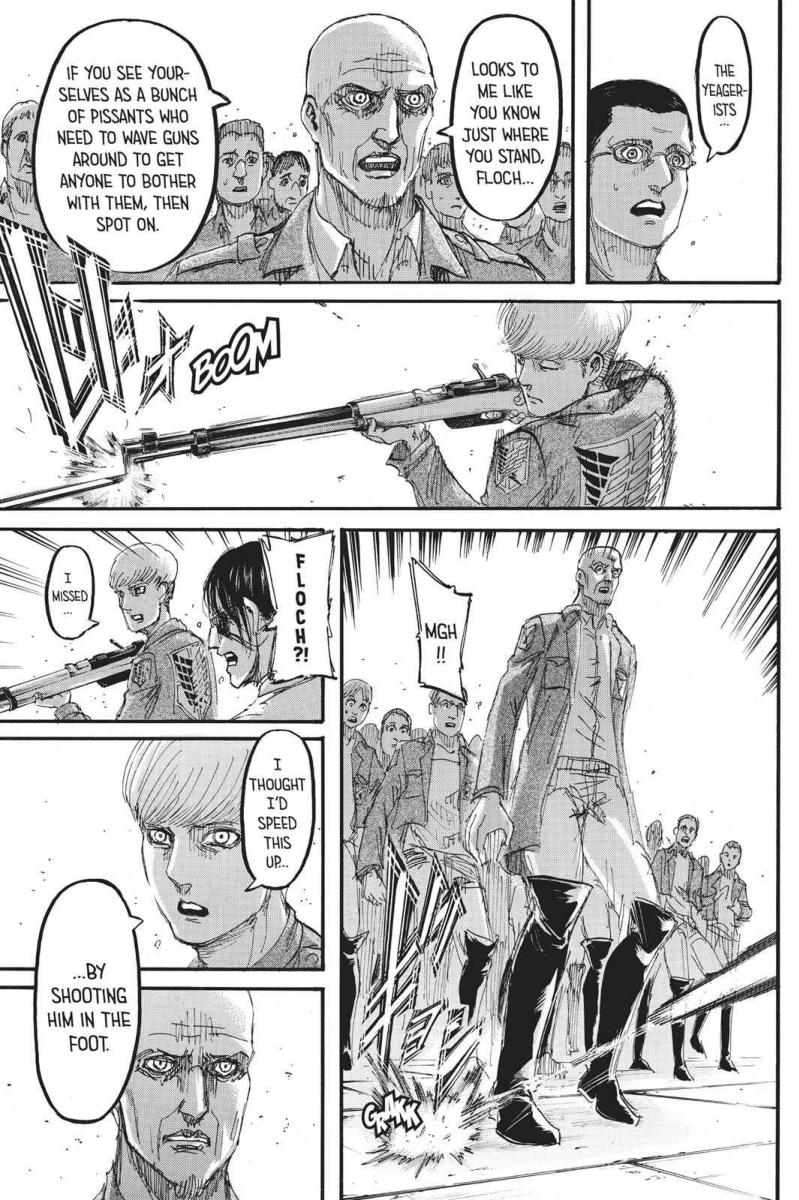 THE
YEAGER-
ISTS
...
LOOKS TO
ME LIKE
YOU KNOW
JUST WHERE
YOU STAND,
FLOCH...
IF YOU SEE YOUR-
SELVES AS A BUNCH
OF PISSANTS WHO
NEED TO WAVE GUNS
AROUND TO GET
ANYONE TO BOTHER
WITH THEM, THEN
SPOT ON.
BOOM
MGH
!!
GRAKK
FLOCH?!
I
MISSED
...
I
THOUGHT
I'D
SPEED
THIS
UP...
...BY
SHOOTING
HIM IN THE
FOOT.